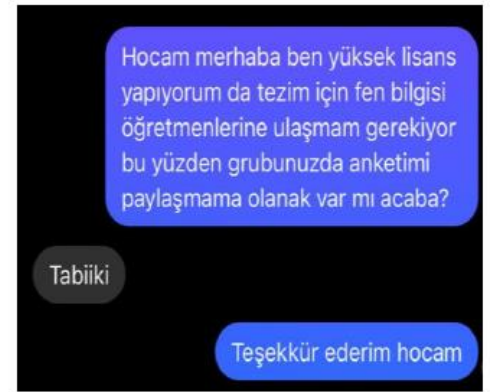 Hocam merhaba ben yüksek lisans
yapıyorum da tezim için fen bilgisi
öğretmenlerine ulaşmam gerekiyor
bu yüzden grubunuzda anketimi
paylaşmama olanak var mı acaba?
Tabiiki
Teşekkür ederim hocam